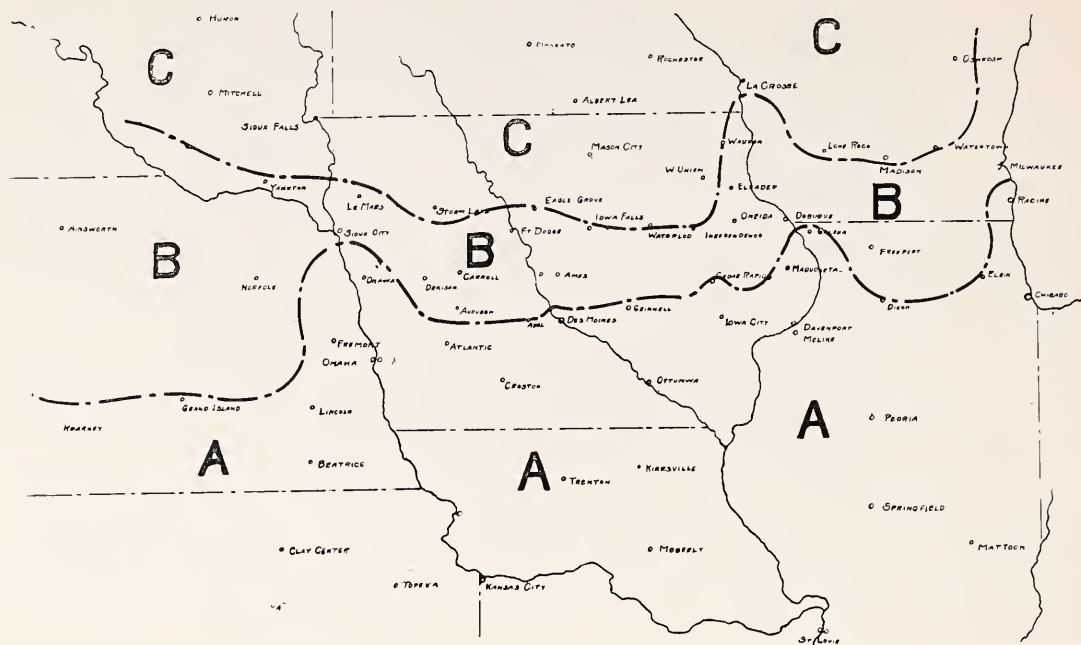 HURON
C
MITCHELL
SIOUX FALLS
MANKATO
ROCHESTER
ALBERT LEA
C
MASON CITY
W UNION
WAUKON
ELKADER
ONEIDA
C
OSHKOSH
LA CROSSE
LONE ROCK
MADISON
WATERTOWN
MILWAUKEE
RACINE
B
YANKTON
LE MARS
STORM LAKE
EAGLE GROVE
IOWA FALLS
WATERLOO
INDEPENDENCE
DUBUQUE
GALENA
FREEPORT
ELGIN
CHICAGO
AINSWORTH
B
NORFOLK
SIOUX CITY
ONAWA
DENISON
CARROLL
B
FT DODGE
AMES
AUDUBON
ADEL
DES MOINES
GRINNELL
CEDAR RAPIDS
MAQUOKETA
DIXON
IOWA CITY
DAVENPORT
MOLINE
FREMONT
OMAHA
ATLANTIC
CRESTON
OTTUMWA
GRAND ISLAND
KEARNEY
LINCOLN
A
BEATRICE
A
TRENTON
KIRKSVILLE
A
PEORIA
SPRINGFIELD
MATTOON
CLAY CENTER
TOPEKA
KANSAS CITY
MOBERLY
"A"
ST LOUIS